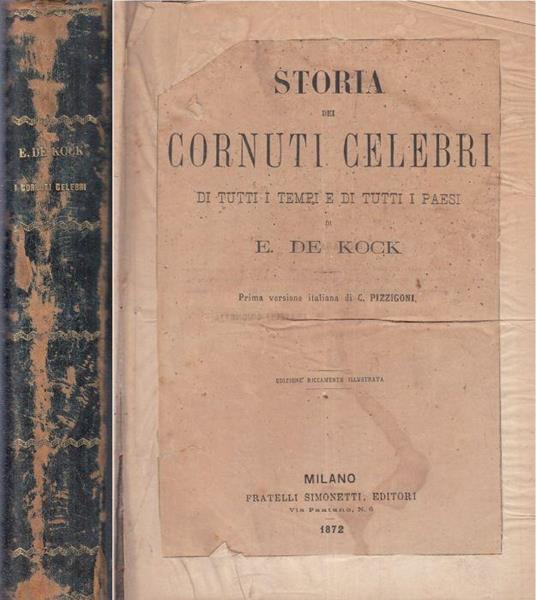 E. DE KOCK
I CORNUTI CELEBRI
STORIA
DEI
CORNUTI CELEBRI
DI TUTTI I TEMPI E DI TUTTI I PAESI
DI
E. DE KOCK
Prima versione italiana di C. PIZZIGONI.
EDIZIONE RICCAMENTE ILLUSTRATA
MILANO
FRATELLI SIMONETTI, EDITORI
Via Pantano, N. 6
1872